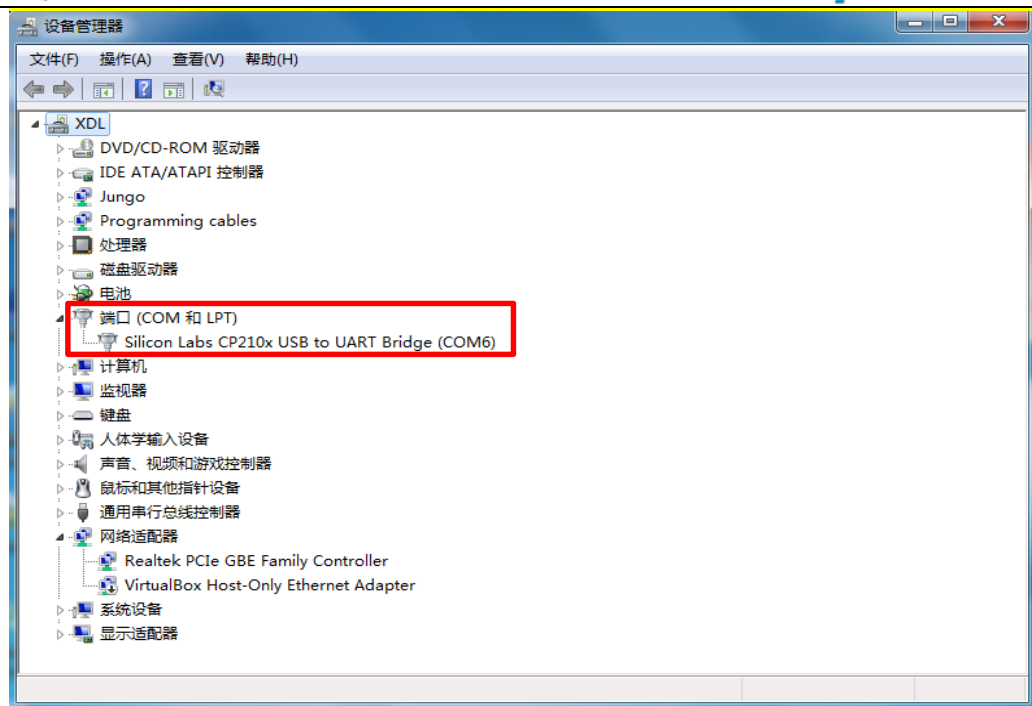 设备管理器
文件(F) 操作(A) 查看(V) 帮助(H)
XDL
DVD/CD-ROM 驱动器
IDE ATA/ATAPI 控制器
Jungo
Programming cables
处理器
磁盘驱动器
电池
端口 (COM 和 LPT)
Silicon Labs CP210x USB to UART Bridge (COM6)
计算机
监视器
键盘
人体学输入设备
声音、视频和游戏控制器
鼠标和其他指针设备
通用串行总线控制器
网络适配器
Realtek PCIe GBE Family Controller
VirtualBox Host-Only Ethernet Adapter
系统设备
显示适配器